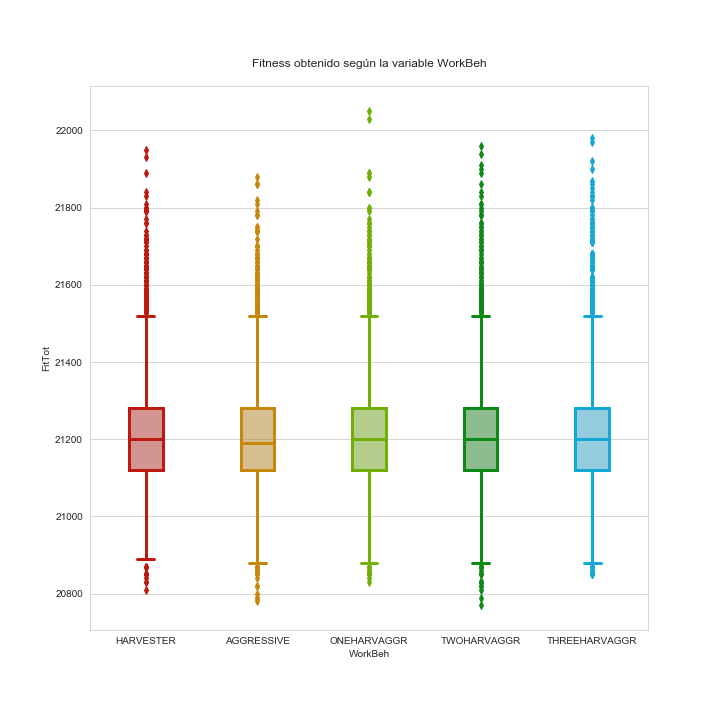 Fitness obtenido según la variable WorkBeh
22000
21800
21600
21400
21200
21000
20800
FitTot
HARVESTER AGGRESSIVE ONEHARVAGGR TWOHARVAGGR THREEHARVAGGR
WorkBeh